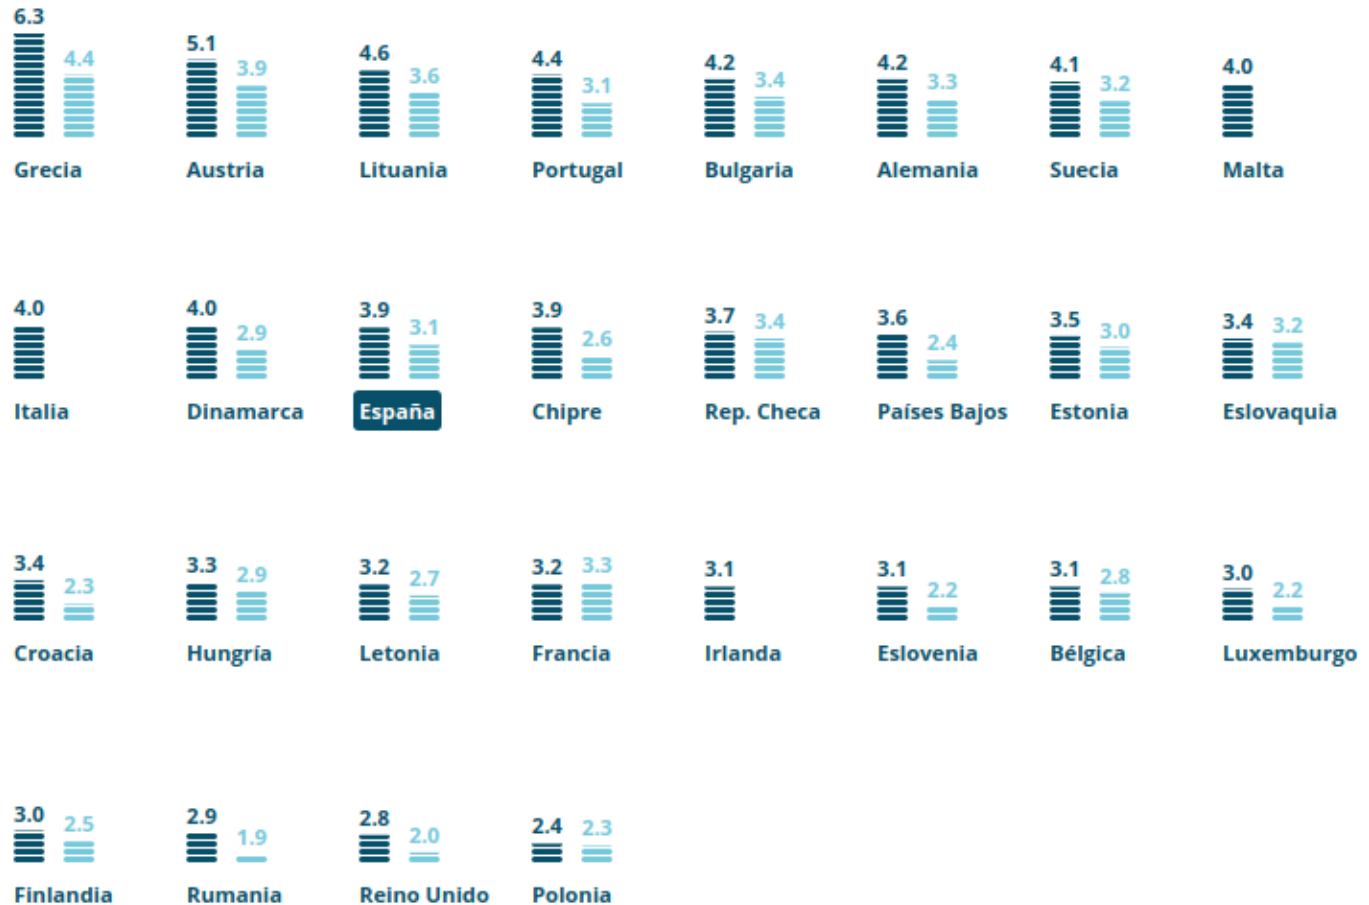 6.3 4.4 5.1 3.9 4.6 3.6 4.4 3.1 4.2 3.4 4.2 3.3 4.1 3.2 4.0
Grecia Austria Lituania Portugal Bulgaria Alemania Suecia Malta
4.0 4.0 2.9 3.9 3.1 3.9 2.6 3.7 3.4 3.6 2.4 3.5 3.0 3.4 3.2
Italia Dinamarca España Chipre Rep. Checa Países Bajos Estonia Eslovaquia
3.4 2.3 3.3 2.9 3.2 2.7 3.2 3.3 3.1 3.1 2.2 3.1 2.8 3.0 2.2
Croacia Hungría Letonia Francia Irlanda Eslovenia Bélgica Luxemburgo
3.0 2.5 2.9 1.9 2.8 2.0 2.4 2.3
Finlandia Rumania Reino Unido Polonia